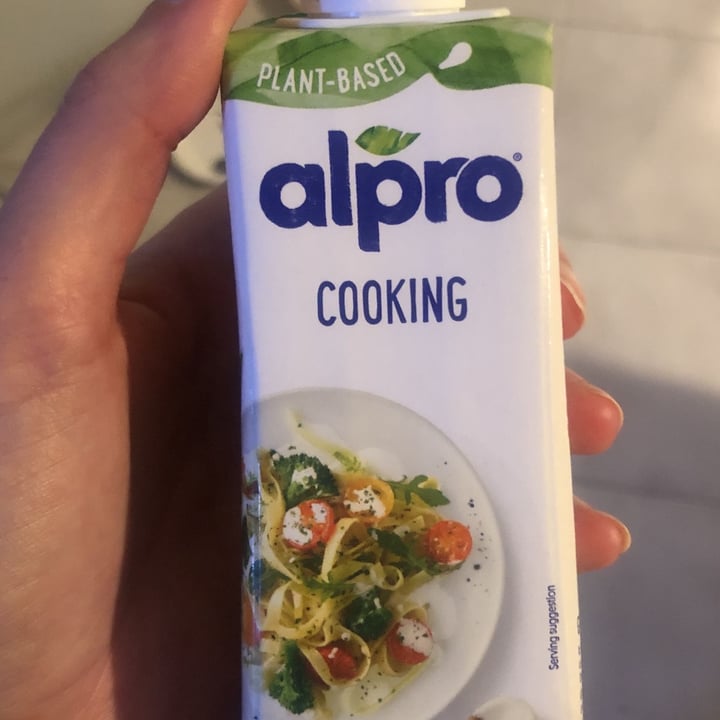 PLANT-BASED
alpro®
COOKING
Serving suggestion